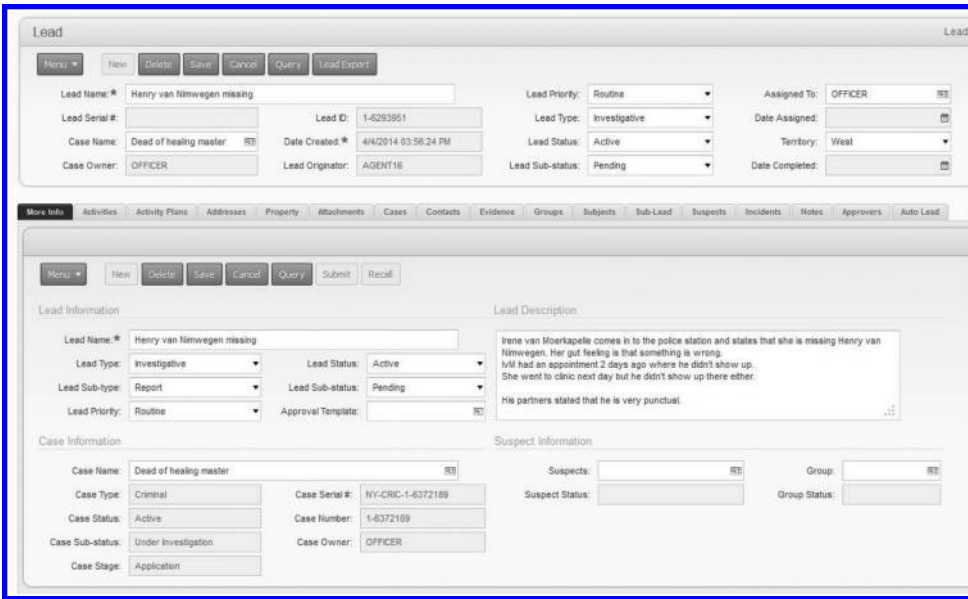 Lead Lead
Menu New Delete Save Cancel Query Lead Export
Lead Name:* Henry van Nimwegen missing Lead Priority: Routine Assigned To: OFFICER
Lead Serial #: Lead ID: 1-6293951 Lead Type: Investigative Date Assigned:
Case Name: Dead of healing master Date Created:* 4/4/2014 03:56:24 PM Lead Status: Active Territory: West
Case Owner: OFFICER Lead Originator: AGENT16 Lead Sub-status: Pending Date Completed:
More Info Activities Activity Plans Addresses Property Attachments Cases Contacts Evidence Groups Subjects Sub-Lead Suspects Incidents Notes Approvers Auto Lead
Menu New Delete Save Cancel Query Submit Recall
Lead Information Lead Description
Lead Name:* Henry van Nimwegen missing
Lead Type: Investigative Lead Status: Active
Lead Sub-type: Report Lead Sub-status: Pending
Lead Priority: Routine Approval Template:
Irene van Moerkapelle comes in to the police station and states that she is missing Henry van
Nimwegen. Her gut feeling is that something is wrong.
IvM had an appointment 2 days ago where he didn't show up.
She went to clinic next day but he didn't show up there either.
His partners stated that he is very punctual.
Case Information Suspect Information
Case Name: Dead of healing master Suspects: Group:
Case Type: Criminal Case Serial #: NY-CRIC-1-6372189 Suspect Status: Group Status:
Case Status: Active Case Number: 1-6372189
Case Sub-status: Under Investigation Case Owner: OFFICER
Case Stage: Application